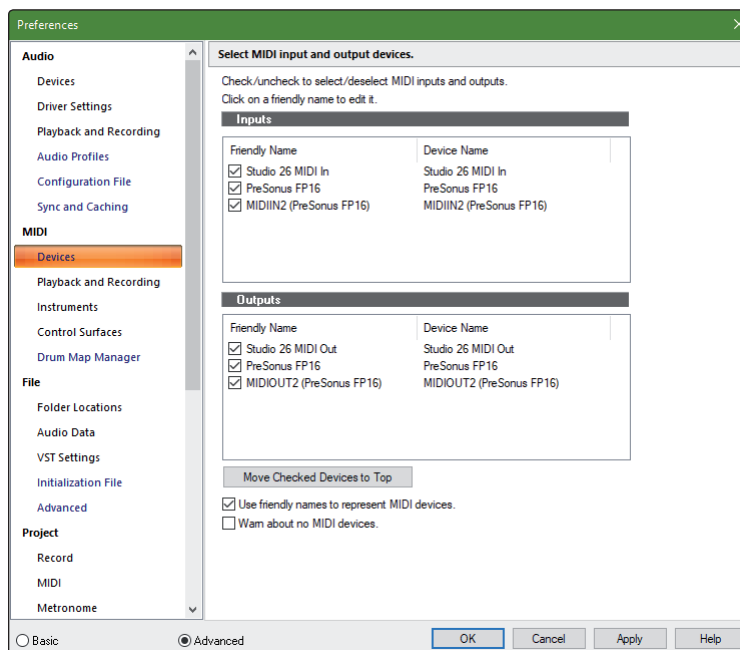 Preferences
Audio
Devices
Driver Settings
Playback and Recording
Audio Profiles
Configuration File
Sync and Caching
MIDI
Devices
Playback and Recording
Instruments
Control Surfaces
Drum Map Manager
File
Folder Locations
Audio Data
VST Settings
Initialization File
Advanced
Project
Record
MIDI
Metronome
Select MIDI input and output devices.
Check/uncheck to select/deselect MIDI inputs and outputs.
Click on a friendly name to edit it.
Inputs
Friendly Name Device Name
Studio 26 MIDI In Studio 26 MIDI In
PreSonus FP16 PreSonus FP16
MIDIIN2 (PreSonus FP16) MIDIIN2 (PreSonus FP16)
Outputs
Friendly Name Device Name
Studio 26 MIDI Out Studio 26 MIDI Out
PreSonus FP16 PreSonus FP16
MIDIOUT2 (PreSonus FP16) MIDIOUT2 (PreSonus FP16)
Move Checked Devices to Top
Use friendly names to represent MIDI devices.
Warn about no MIDI devices.
Basic Advanced OK Cancel Apply Help